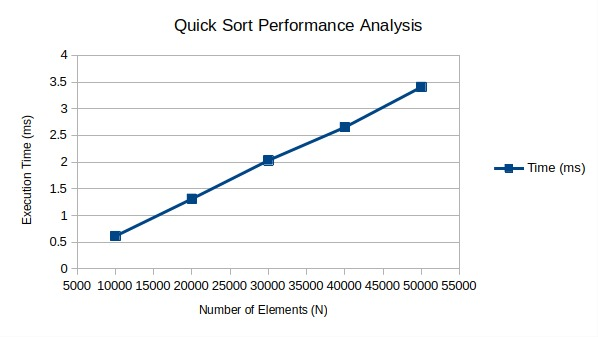 Quick Sort Performance Analysis
4
3.5
3
2.5
2
1.5
1
0.5
0
Execution Time (ms)
Time (ms)
5000 10000 15000 20000 25000 30000 35000 40000 45000 50000 55000
Number of Elements (N)